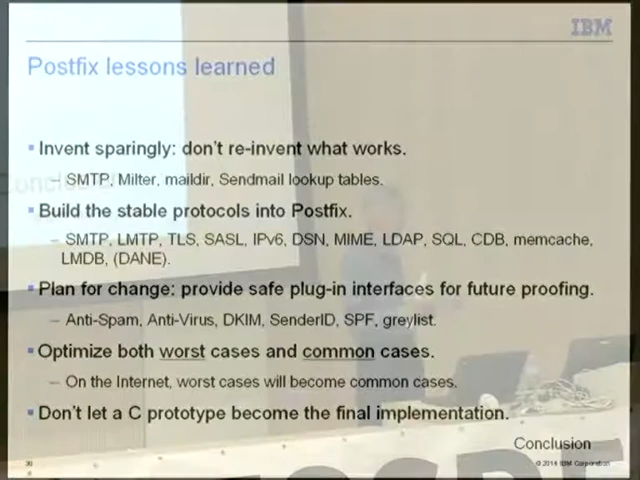 IBM
Postfix lessons learned
Invent sparingly: don't re-invent what works.
– SMTP, Milter, maildir, Sendmail lookup tables.
Build the stable protocols into Postfix.
– SMTP, LMTP, TLS, SASL, IPv6, DSN, MIME, LDAP, SQL, CDB, memcache,
LMDB, (DANE).
Plan for change: provide safe plug-in interfaces for future proofing.
– Anti-Spam, Anti-Virus, DKIM, SenderID, SPF, greylist.
Optimize both worst cases and common cases.
– On the Internet, worst cases will become common cases.
Don't let a C prototype become the final implementation.
Conclusion
© 2014 IBM Corporation